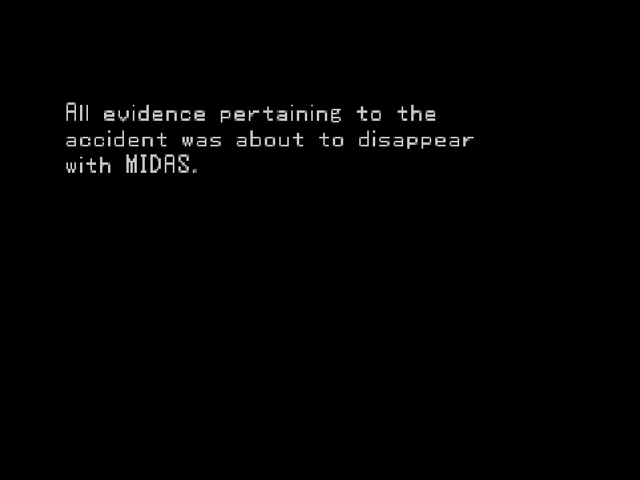 All evidence pertaining to the
accident was about to disappear
with MIDAS.